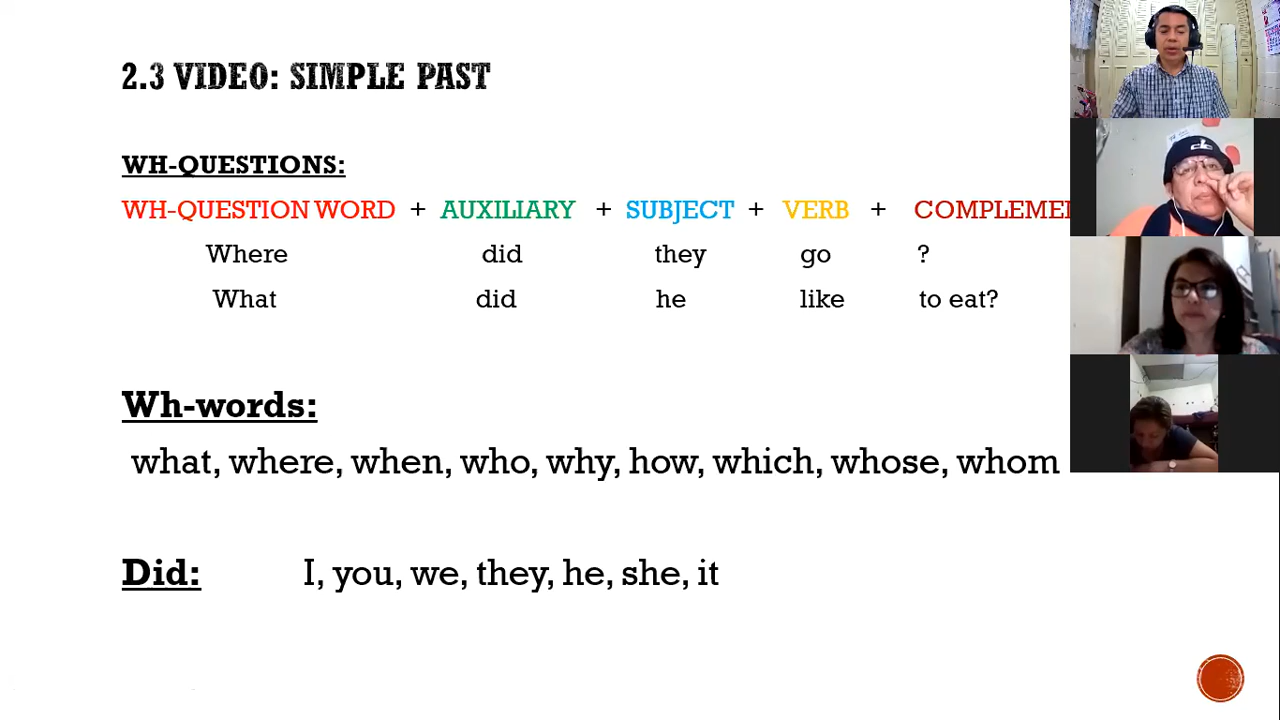 2.3 VIDEO: SIMPLE PAST
WH-QUESTIONS:
WH-QUESTION WORD + AUXILIARY + SUBJECT + VERB + COMPLEME
Where did they go ?
What did he like to eat?
Wh-words:
what, where, when, who, why, how, which, whose, whom
Did: I, you, we, they, he, she, it